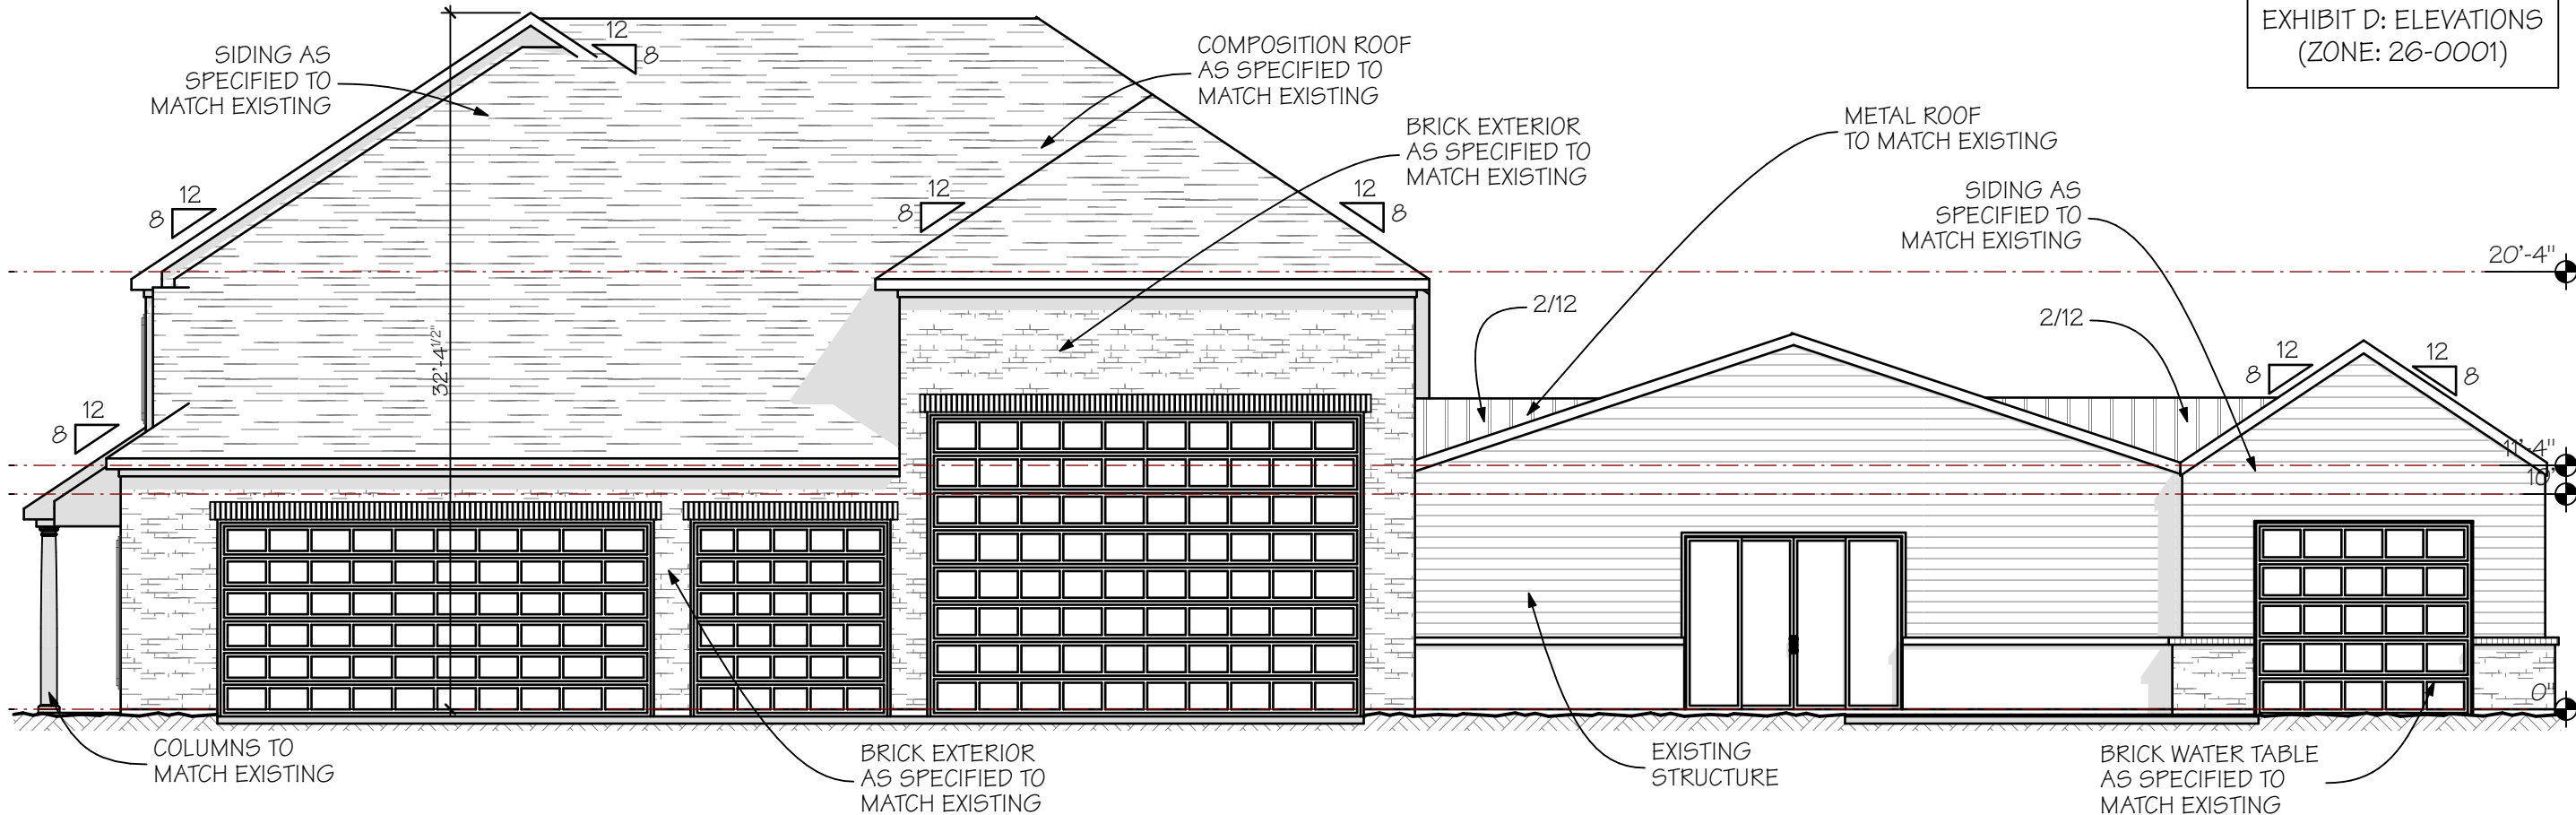 EXHIBIT D: ELEVATIONS
(ZONE: 26-0001)
12
8
SIDING AS
SPECIFIED TO
MATCH EXISTING
COMPOSITION ROOF
AS SPECIFIED TO
MATCH EXISTING
BRICK EXTERIOR
AS SPECIFIED TO
MATCH EXISTING
METAL ROOF
TO MATCH EXISTING
SIDING AS
SPECIFIED TO
MATCH EXISTING
12
8
12
8
12
8
20'-4"
2/12
2/12
32'-4 1/2"
12
8
12
8
12
8
11'-4"
10'
0"
COLUMNS TO
MATCH EXISTING
BRICK EXTERIOR
AS SPECIFIED TO
MATCH EXISTING
EXISTING
STRUCTURE
BRICK WATER TABLE
AS SPECIFIED TO
MATCH EXISTING